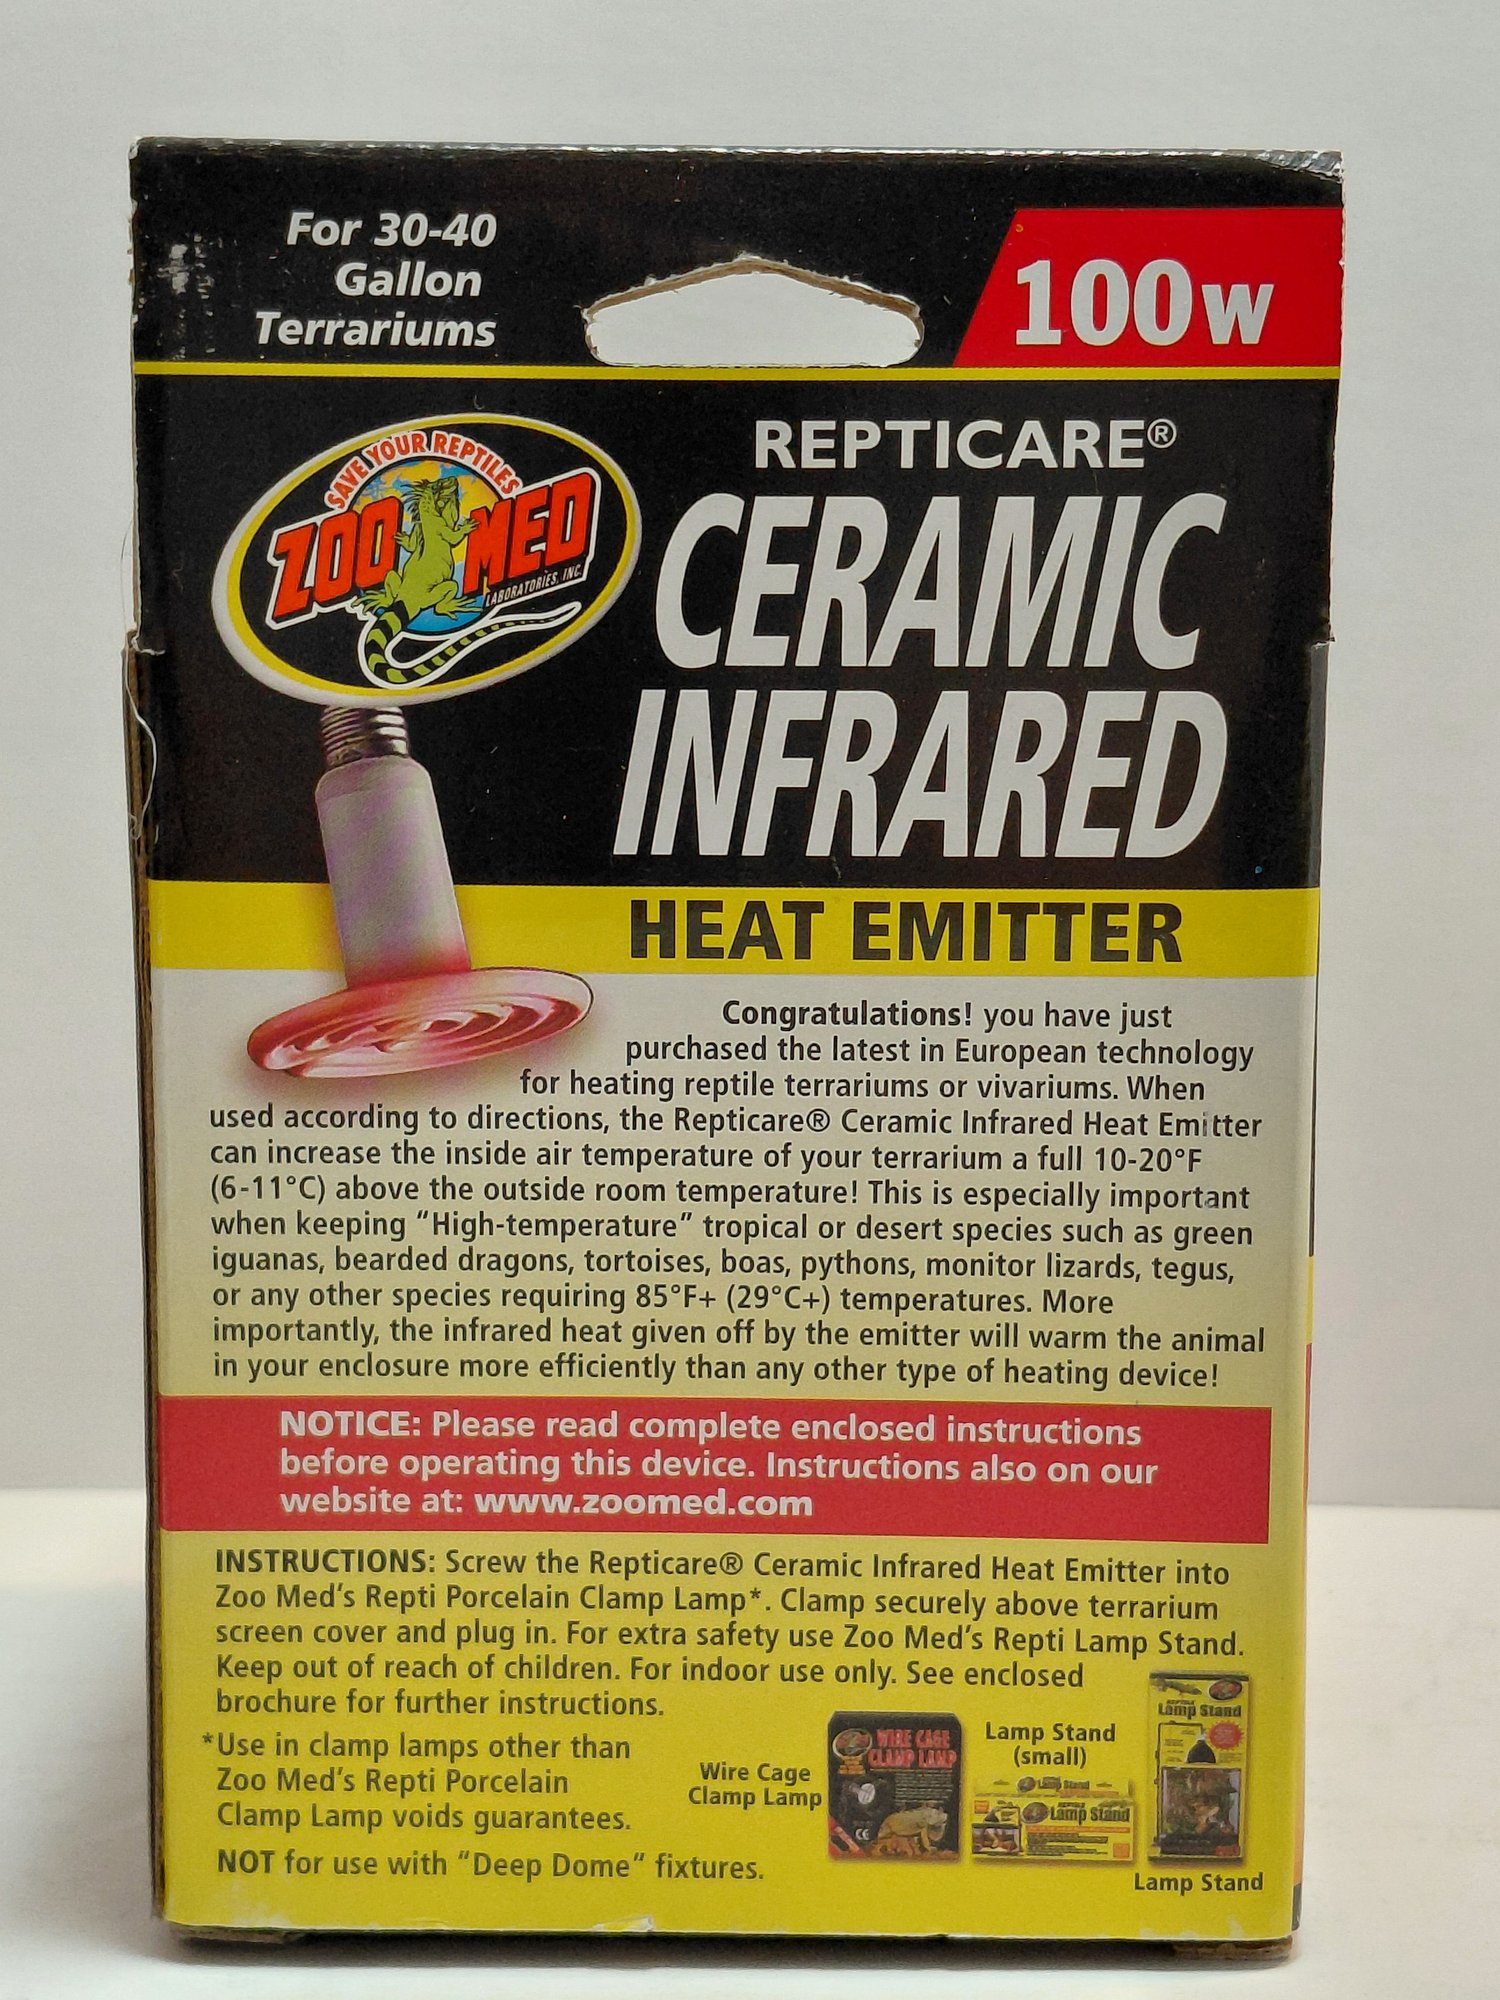 For 30-40
Gallon
Terrariums
100w
SAVE YOUR REPTILES
ZOO MED
LABORATORIES, INC.
REPTICARE®
CERAMIC
INFRARED
HEAT EMITTER
Congratulations! you have just
purchased the latest in European technology
for heating reptile terrariums or vivariums. When
used according to directions, the Repticare® Ceramic Infrared Heat Emitter
can increase the inside air temperature of your terrarium a full 10-20°F
(6-11°C) above the outside room temperature! This is especially important
when keeping “High-temperature” tropical or desert species such as green
iguanas, bearded dragons, tortoises, boas, pythons, monitor lizards, tegus,
or any other species requiring 85°F+ (29°C+) temperatures. More
importantly, the infrared heat given off by the emitter will warm the animal
in your enclosure more efficiently than any other type of heating device!
NOTICE: Please read complete enclosed instructions
before operating this device. Instructions also on our
website at: www.zoomed.com
INSTRUCTIONS: Screw the Repticare® Ceramic Infrared Heat Emitter into
Zoo Med’s Repti Porcelain Clamp Lamp*. Clamp securely above terrarium
screen cover and plug in. For extra safety use Zoo Med’s Repti Lamp Stand.
Keep out of reach of children. For indoor use only. See enclosed
brochure for further instructions.
*Use in clamp lamps other than
Zoo Med’s Repti Porcelain
Clamp Lamp voids guarantees.
NOT for use with “Deep Dome” fixtures.
Wire Cage
Clamp Lamp
WIRE CAGE
CLAMP LAMP
CE
Lamp Stand
(small)
Lamp Stand
Lamp Stand
REPTILE
Lamp Stand
Lamp Stand